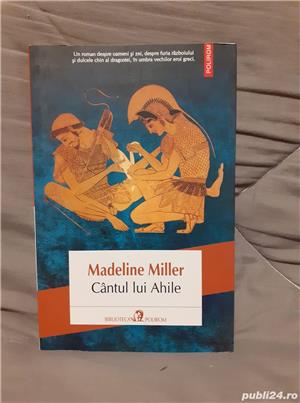 Un roman despre oameni și zei, despre furia războiului
și dulcele chin al dragostei, în umbra vechilor eroi greci.
POLIROM
Madeline Miller
Cântul lui Ahile
BIBLIOTECA POLIROM
publi24.ro